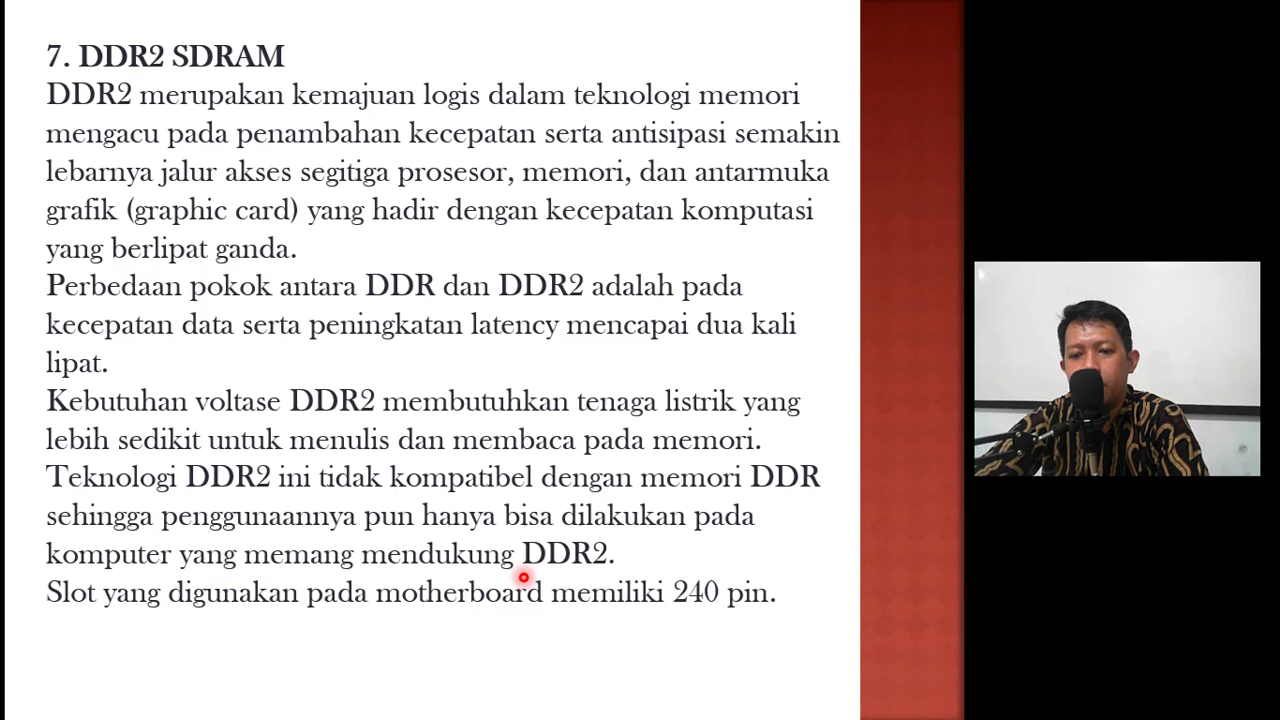 7. DDR2 SDRAM
DDR2 merupakan kemajuan logis dalam teknologi memori
mengacu pada penambahan kecepatan serta antisipasi semakin
lebarnya jalur akses segitiga prosesor, memori, dan antarmuka
grafik (graphic card) yang hadir dengan kecepatan komputasi
yang berlipat ganda.
Perbedaan pokok antara DDR dan DDR2 adalah pada
kecepatan data serta peningkatan latency mencapai dua kali
lipat.
Kebutuhan voltase DDR2 membutuhkan tenaga listrik yang
lebih sedikit untuk menulis dan membaca pada memori.
Teknologi DDR2 ini tidak kompatibel dengan memori DDR
sehingga penggunaannya pun hanya bisa dilakukan pada
komputer yang memang mendukung DDR2.
Slot yang digunakan pada motherboard memiliki 240 pin.